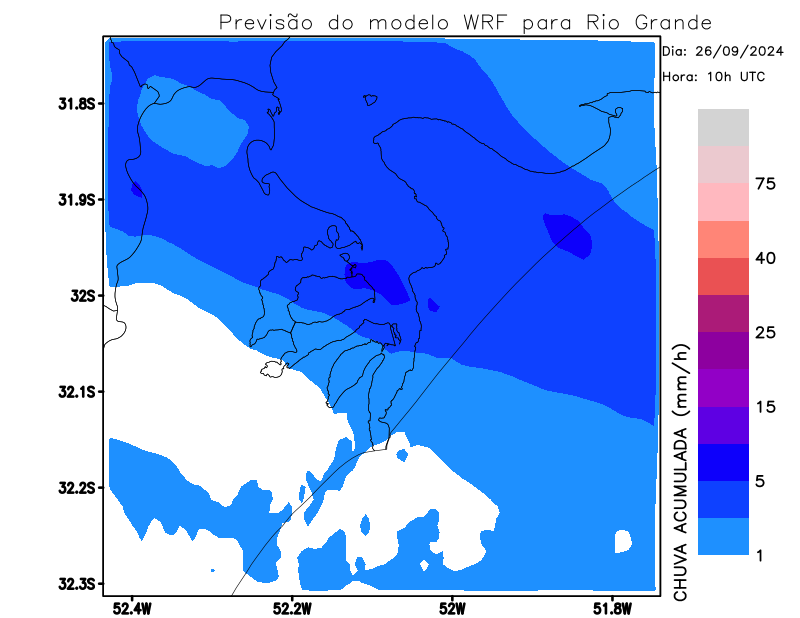 Previsão do modelo WRF para Rio Grande
Dia: 26/09/2024
Hora: 10h UTC
31.8S
31.9S
32S
32.1S
32.2S
32.3S
52.4W
52.2W
52W
51.8W
75
40
25
15
5
1
CHUVA ACUMULADA (mm/h)